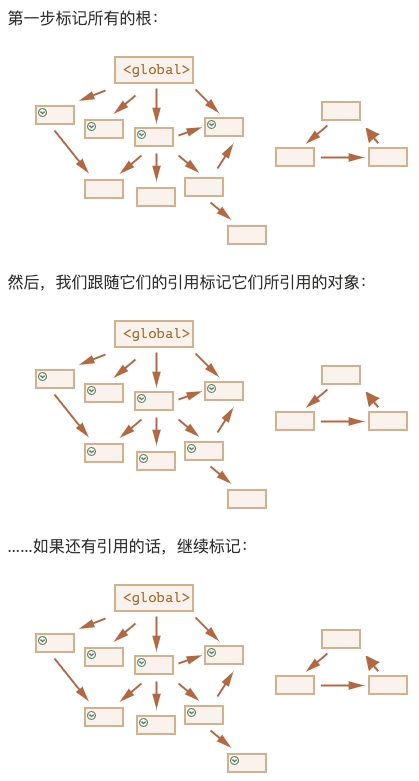 第一步标记所有的根：
<global>
然后，我们跟随它们的引用标记它们所引用的对象：
<global>
……如果还有引用的话，继续标记：
<global>